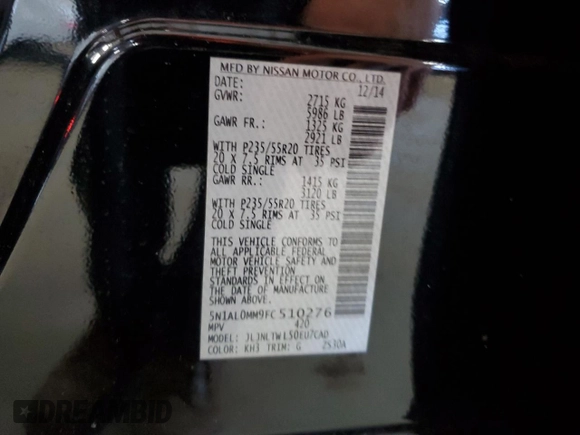 MFD BY NISSAN MOTOR CO., LTD.
DATE: 12/14
GVWR: 2715 KG
5986 LB
GAWR FR.: 1325 KG
2921 LB
WITH P235/55R20 TIRES
20 X 7.5 RIMS AT 35 PSI
COLD SINGLE
GAWR RR.: 1415 KG
3120 LB
WITH P235/55R20 TIRES
20 X 7.5 RIMS AT 35 PSI
COLD SINGLE
THIS VEHICLE CONFORMS TO
ALL APPLICABLE FEDERAL
MOTOR VEHICLE SAFETY AND
THEFT PREVENTION
STANDARDS IN EFFECT ON
THE DATE OF MANUFACTURE
SHOWN ABOVE.
5N1AL0MM9FC510276
MPV 420
MODEL: JLJNLTWL50EU7CAD
COLOR: KH3 TRIM: G 2530A
DREAMBID